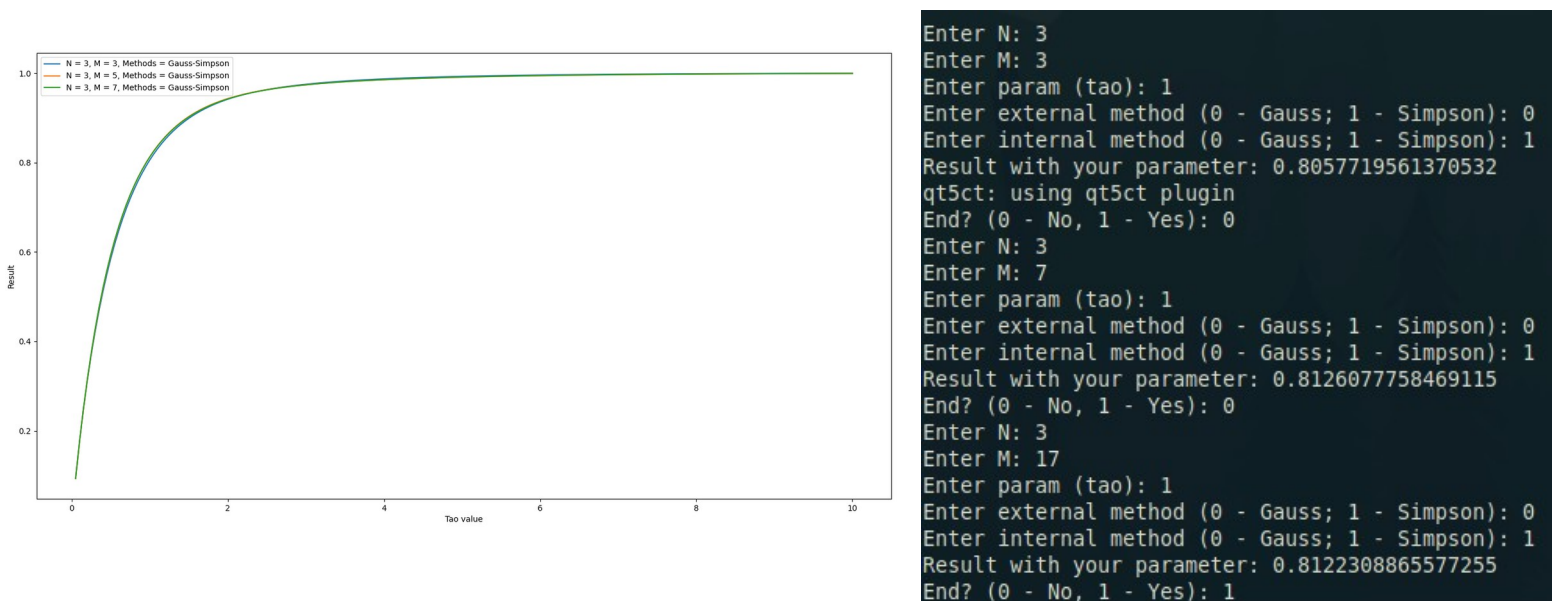 N = 3, M = 3, Methods = Gauss-Simpson
N = 3, M = 5, Methods = Gauss-Simpson
N = 3, M = 7, Methods = Gauss-Simpson
1.0
0.8
0.6
0.4
0.2
Result
0 2 4 6 8 10
Tao value
Enter N: 3
Enter M: 3
Enter param (tao): 1
Enter external method (0 - Gauss; 1 - Simpson): 0
Enter internal method (0 - Gauss; 1 - Simpson): 1
Result with your parameter: 0.8057719561370532
qt5ct: using qt5ct plugin
End? (0 - No, 1 - Yes): 0
Enter N: 3
Enter M: 7
Enter param (tao): 1
Enter external method (0 - Gauss; 1 - Simpson): 0
Enter internal method (0 - Gauss; 1 - Simpson): 1
Result with your parameter: 0.8126077758469115
End? (0 - No, 1 - Yes): 0
Enter N: 3
Enter M: 17
Enter param (tao): 1
Enter external method (0 - Gauss; 1 - Simpson): 0
Enter internal method (0 - Gauss; 1 - Simpson): 1
Result with your parameter: 0.8122308865577255
End? (0 - No, 1 - Yes): 1